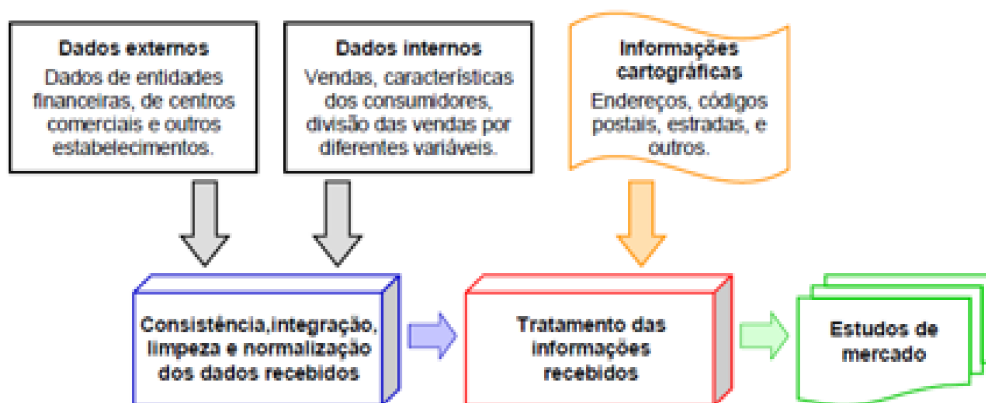 Dados externos
Dados de entidades
financeiras, de centros
comerciais e outros
estabelecimentos.
Dados internos
Vendas, características
dos consumidores,
divisão das vendas por
diferentes variáveis.
Informações
cartográficas
Endereços, códigos
postais, estradas, e
outros.
Consistência,integração,
limpeza e normalização
dos dados recebidos
Tratamento das
informações
recebidos
Estudos de
mercado